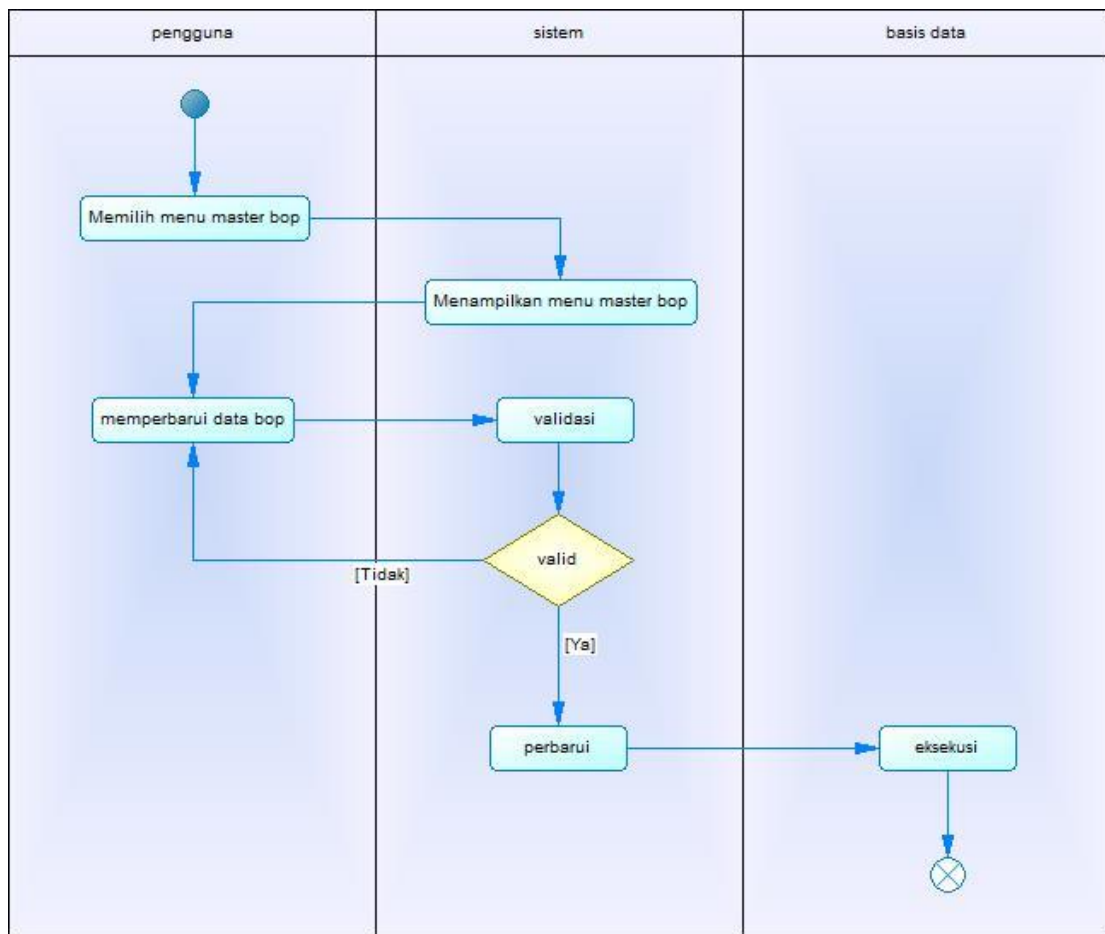 pengguna
sistem
basis data
Memilih menu master bop
Menampilkan menu master bop
memperbarui data bop
validasi
valid
[Tidak]
[Ya]
perbarui
eksekusi